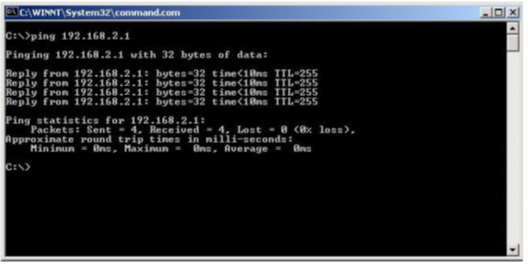 C:\WINNT\System32\command.com
C:\>ping 192.168.2.1
Pinging 192.168.2.1 with 32 bytes of data:
Reply from 192.168.2.1: bytes=32 time<10ms TTL=255
Reply from 192.168.2.1: bytes=32 time<10ms TTL=255
Reply from 192.168.2.1: bytes=32 time<10ms TTL=255
Reply from 192.168.2.1: bytes=32 time<10ms TTL=255
Ping statistics for 192.168.2.1:
Packets: Sent = 4, Received = 4, Lost = 0 (0% loss),
Approximate round trip times in milli-seconds:
Minimum = 0ms, Maximum = 0ms, Average = 0ms
C:\>